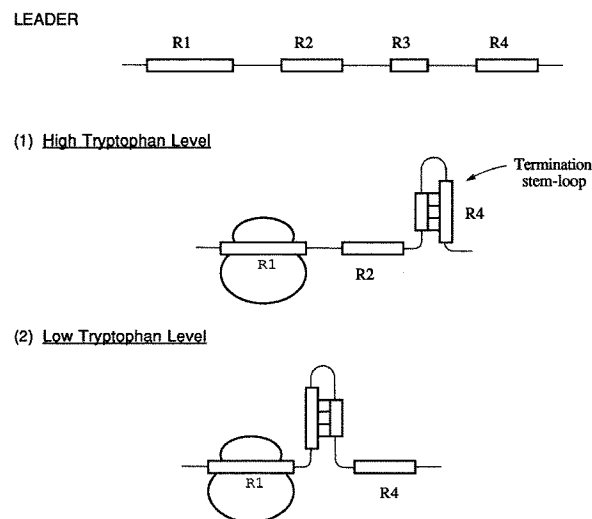 LEADER
R1 R2 R3 R4
(1) High Tryptophan Level
Termination
stem-loop
R4
R1
R2
(2) Low Tryptophan Level
R1
R4